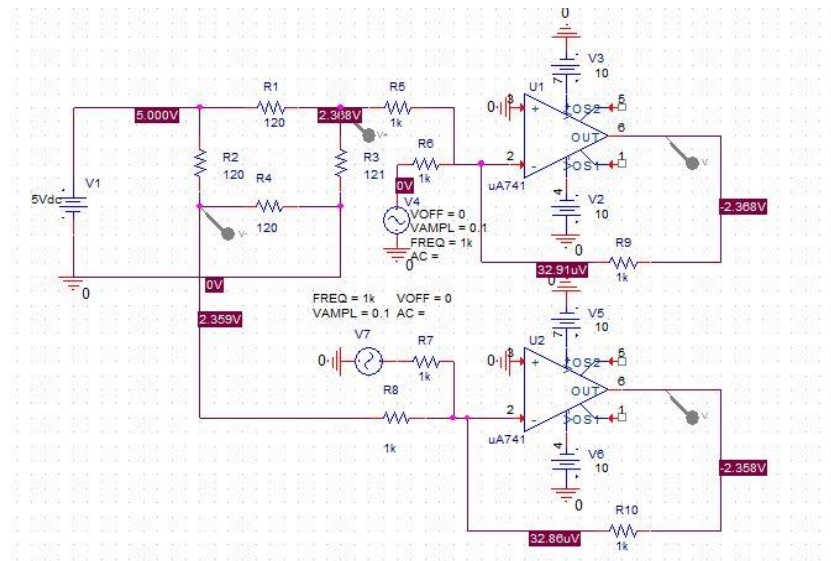 0
V3
10
7
U1
R1
R5
5
OS2
5.000V
2.368V
0
3
+
120
1k
V+
OUT
6
R6
V
R2
R3
2
-
OS1
1
120
R4
121
1k
uA741
4
V1
0V
V4
V2
5Vdc
10
-2.368V
VOFF = 0
120
V-
VAMPL = 0.1
FREQ = 1k
0
R9
AC =
0
32.91uV
0V
0
1k
0
FREQ = 1k VOFF = 0
V5
2.359V
VAMPL = 0.1 AC =
10
7
V7
R7
U2
5
0
0
3
+
OS2
1k
R8
OUT
6
2
-
OS1
1
V
uA741
1k
4
V6
10
-2.358V
0
R10
32.86uV
1k